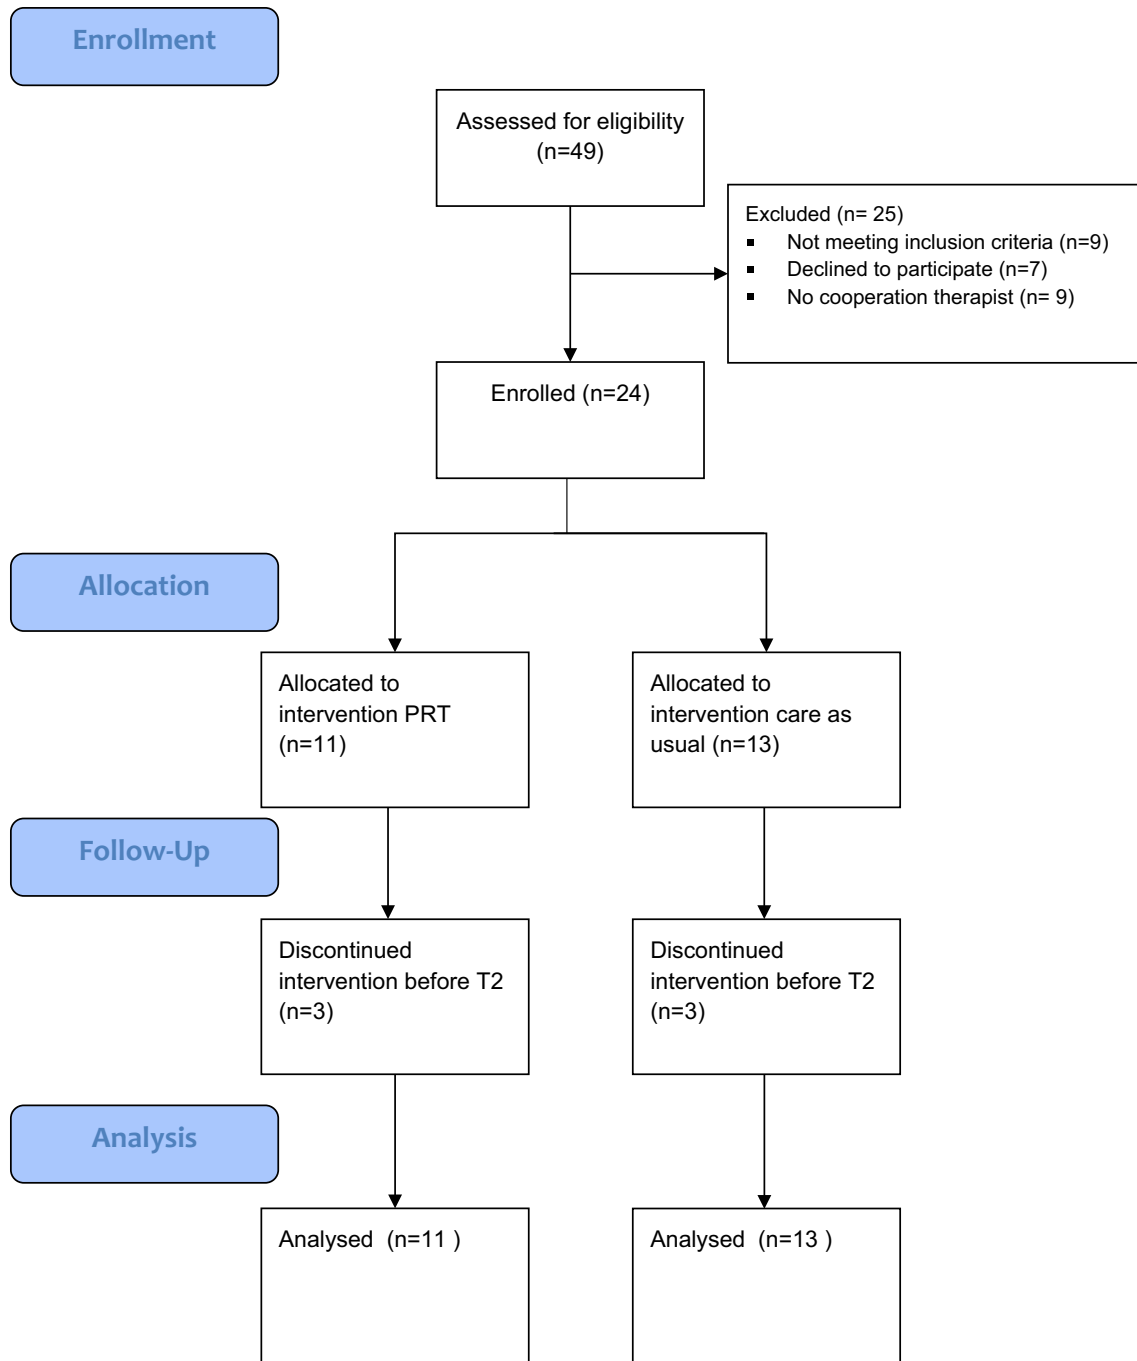 Enrollment
Assessed for eligibility
(n=49)
Excluded (n= 25)
▪ Not meeting inclusion criteria (n=9)
▪ Declined to participate (n=7)
▪ No cooperation therapist (n= 9)
Enrolled (n=24)
Allocation
Allocated to
intervention PRT
(n=11)
Allocated to
intervention care as
usual (n=13)
Follow-Up
Discontinued
intervention before T2
(n=3)
Discontinued
intervention before T2
(n=3)
Analysis
Analysed (n=11 )
Analysed (n=13 )